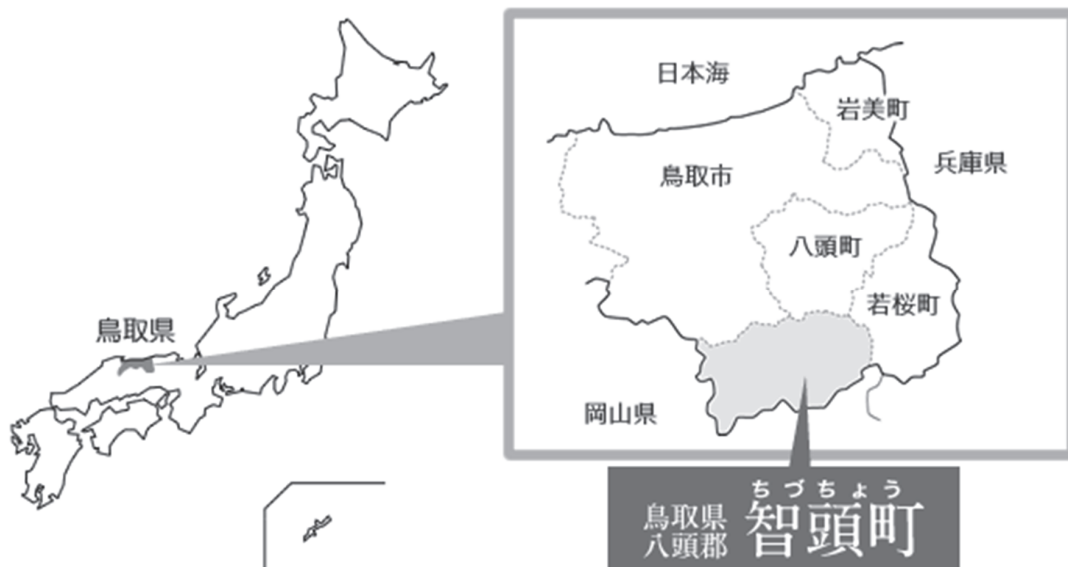 鳥取県
日本海
岩美町
兵庫県
鳥取市
八頭町
若桜町
岡山県
ちづちょう
鳥取県
八頭郡
智頭町